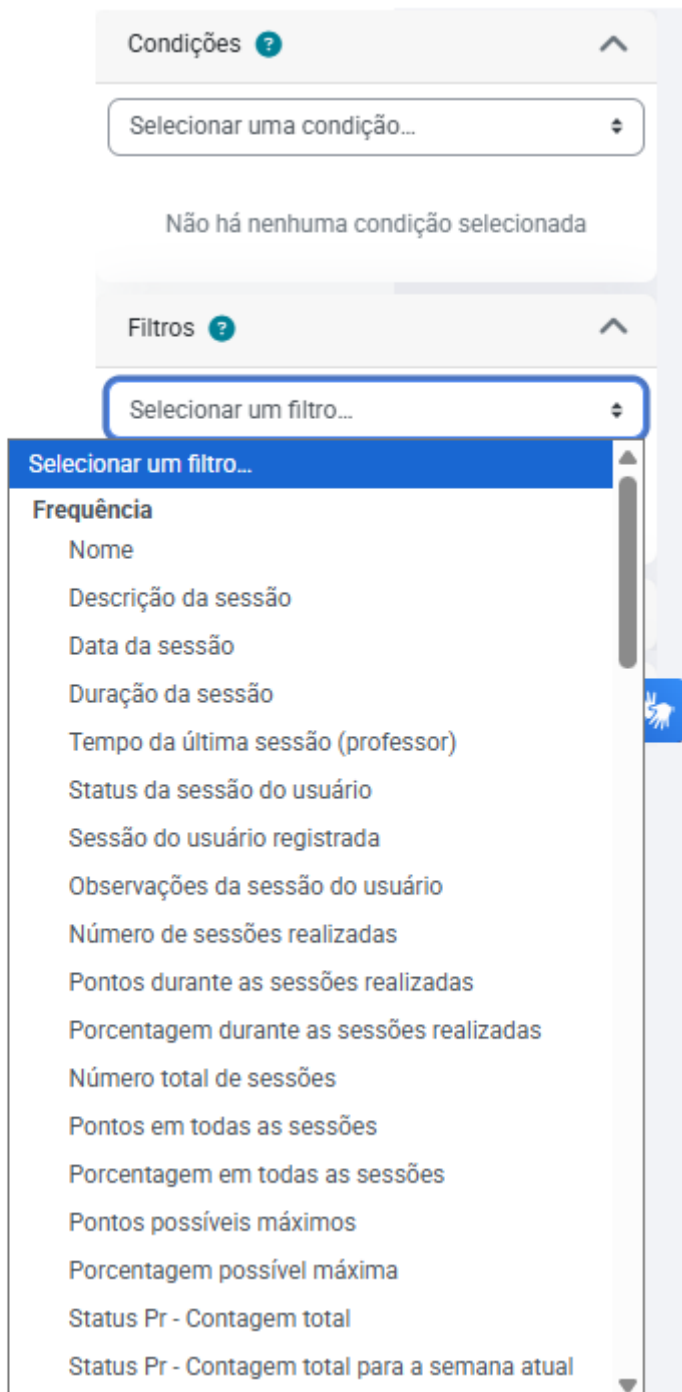 Condições ?
Selecionar uma condição...
Não há nenhuma condição selecionada
Filtros ?
Selecionar um filtro...
Selecionar um filtro...
Frequência
Nome
Descrição da sessão
Data da sessão
Duração da sessão
Tempo da última sessão (professor)
Status da sessão do usuário
Sessão do usuário registrada
Observações da sessão do usuário
Número de sessões realizadas
Pontos durante as sessões realizadas
Porcentagem durante as sessões realizadas
Número total de sessões
Pontos em todas as sessões
Porcentagem em todas as sessões
Pontos possíveis máximos
Porcentagem possível máxima
Status Pr - Contagem total
Status Pr - Contagem total para a semana atual